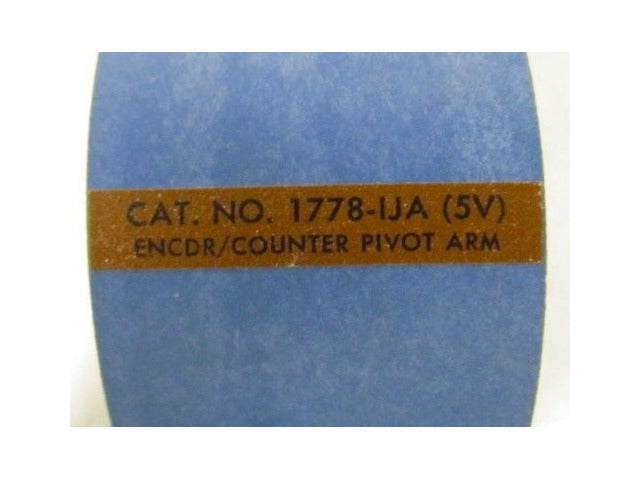 CAT. NO. 1778-IJA (5V)
ENCDR/COUNTER PIVOT ARM